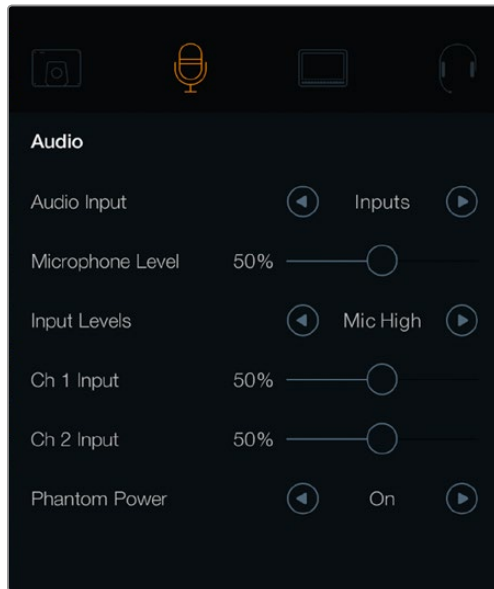 Audio
Audio Input Inputs
Microphone Level 50%
Input Levels Mic High
Ch 1 Input 50%
Ch 2 Input 50%
Phantom Power On